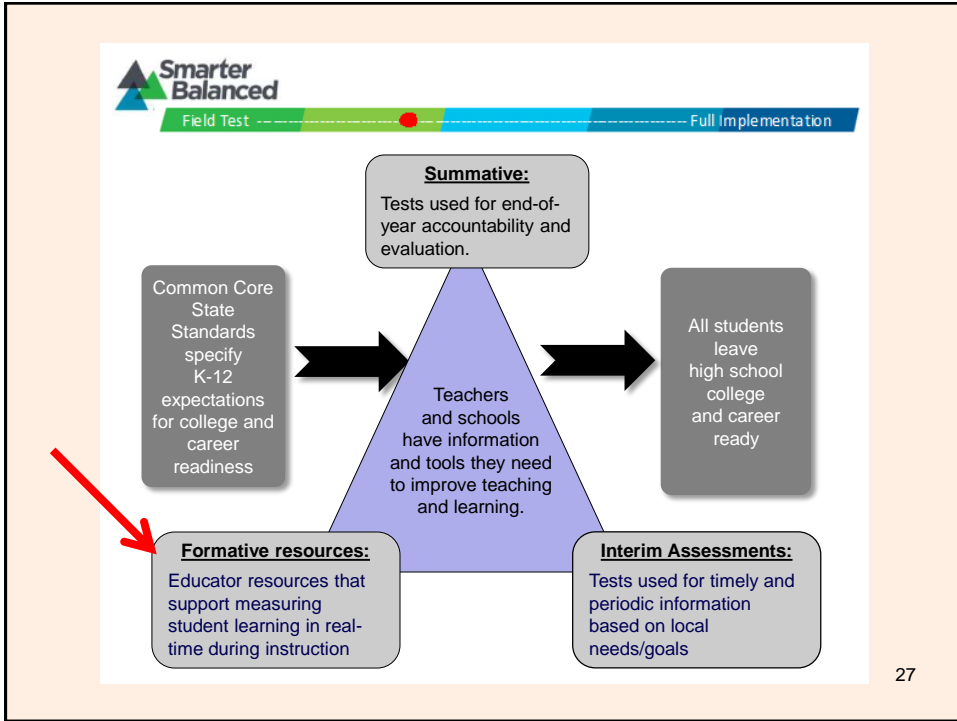 Smarter
Balanced
Field Test
Full Implementation
Summative:
Tests used for end-of-
year accountability and
evaluation.
Common Core
State
Standards
specify
K-12
expectations
for college and
career
readiness
Teachers
and schools
have information
and tools they need
to improve teaching
and learning.
All students
leave
high school
college
and career
ready
Formative resources:
Educator resources that
support measuring
student learning in real-
time during instruction
Interim Assessments:
Tests used for timely and
periodic information
based on local
needs/goals
27